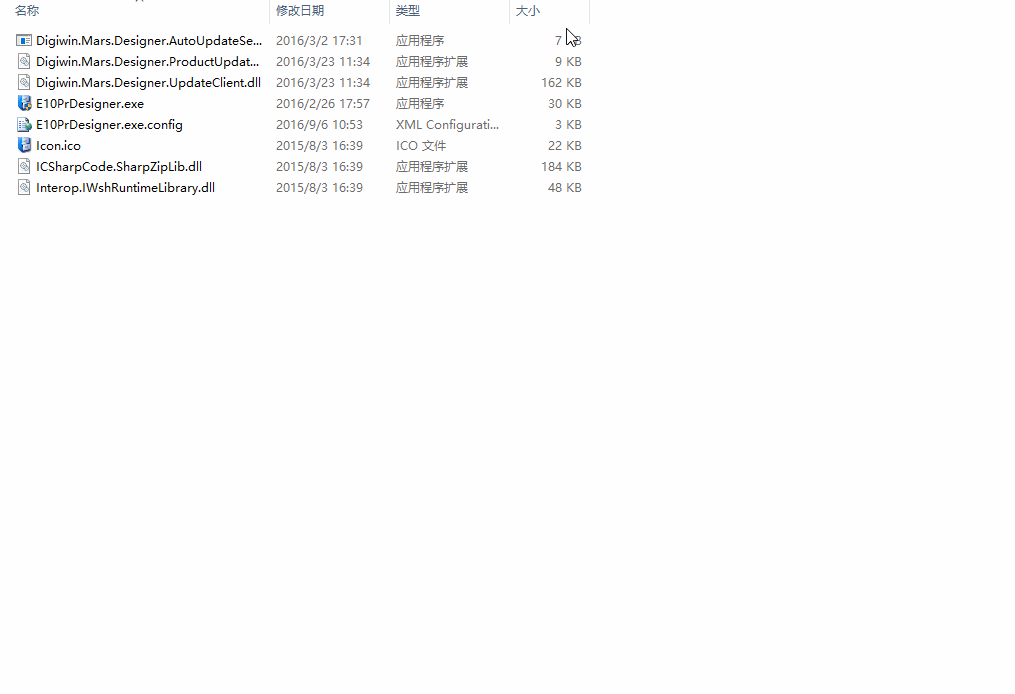 名称 修改日期 类型 大小
Digiwin.Mars.Designer.AutoUpdateSe... 2016/3/2 17:31 应用程序 7
Digiwin.Mars.Designer.ProductUpdat... 2016/3/23 11:34 应用程序扩展 9 KB
Digiwin.Mars.Designer.UpdateClient.dll 2016/3/23 11:34 应用程序扩展 162 KB
E10PrDesigner.exe 2016/2/26 17:57 应用程序 30 KB
E10PrDesigner.exe.config 2016/9/6 10:53 XML Configurati... 3 KB
Icon.ico 2015/8/3 16:39 ICO 文件 22 KB
ICSharpCode.SharpZipLib.dll 2015/8/3 16:39 应用程序扩展 184 KB
Interop.IWshRuntimeLibrary.dll 2015/8/3 16:39 应用程序扩展 48 KB